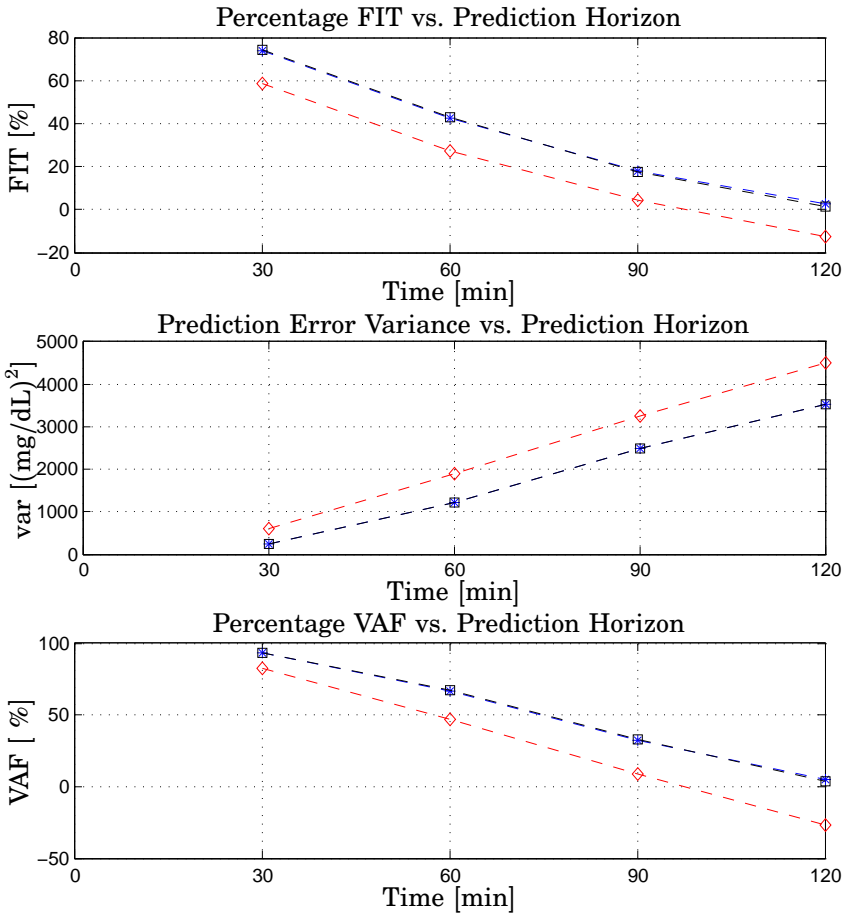 Percentage FIT vs. Prediction Horizon
FIT [%]
80
60
40
20
0
−20
0 30 60 90 120
Time [min]
Prediction Error Variance vs. Prediction Horizon
var [(mg/dL)²]
5000
4000
3000
2000
1000
0
0 30 60 90 120
Time [min]
Percentage VAF vs. Prediction Horizon
VAF [ %]
100
50
0
−50
0 30 60 90 120
Time [min]